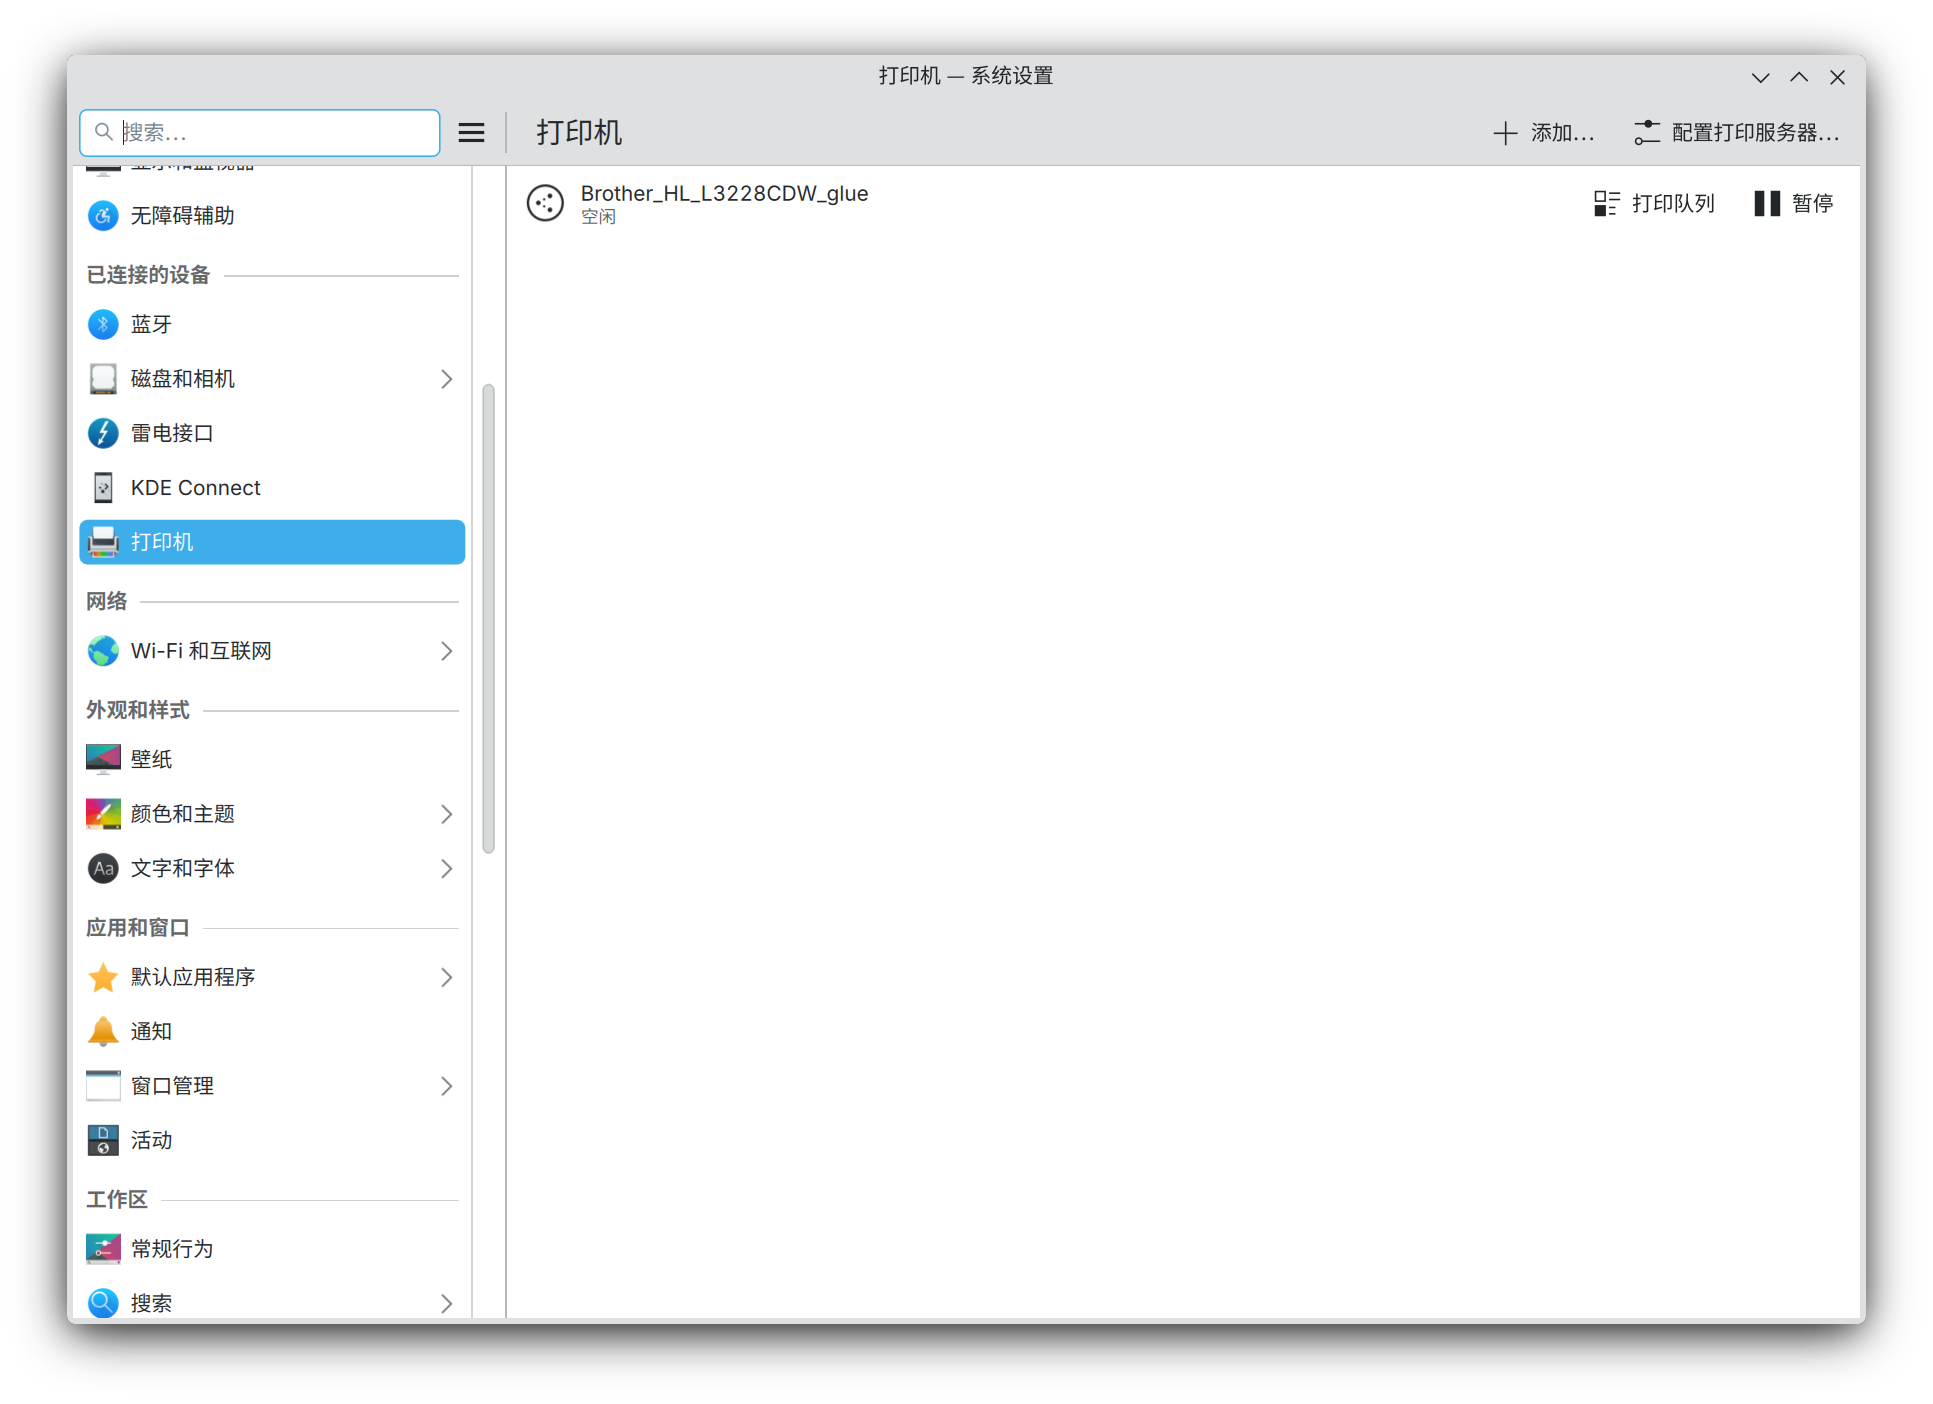 打印机 — 系统设置
搜索…
打印机
添加…
配置打印服务器…
无障碍辅助
已连接的设备
蓝牙
磁盘和相机
雷电接口
KDE Connect
打印机
网络
Wi-Fi 和互联网
外观和样式
壁纸
颜色和主题
Aa
文字和字体
应用和窗口
默认应用程序
通知
窗口管理
活动
工作区
常规行为
搜索
Brother_HL_L3228CDW_glue
空闲
打印队列
暂停